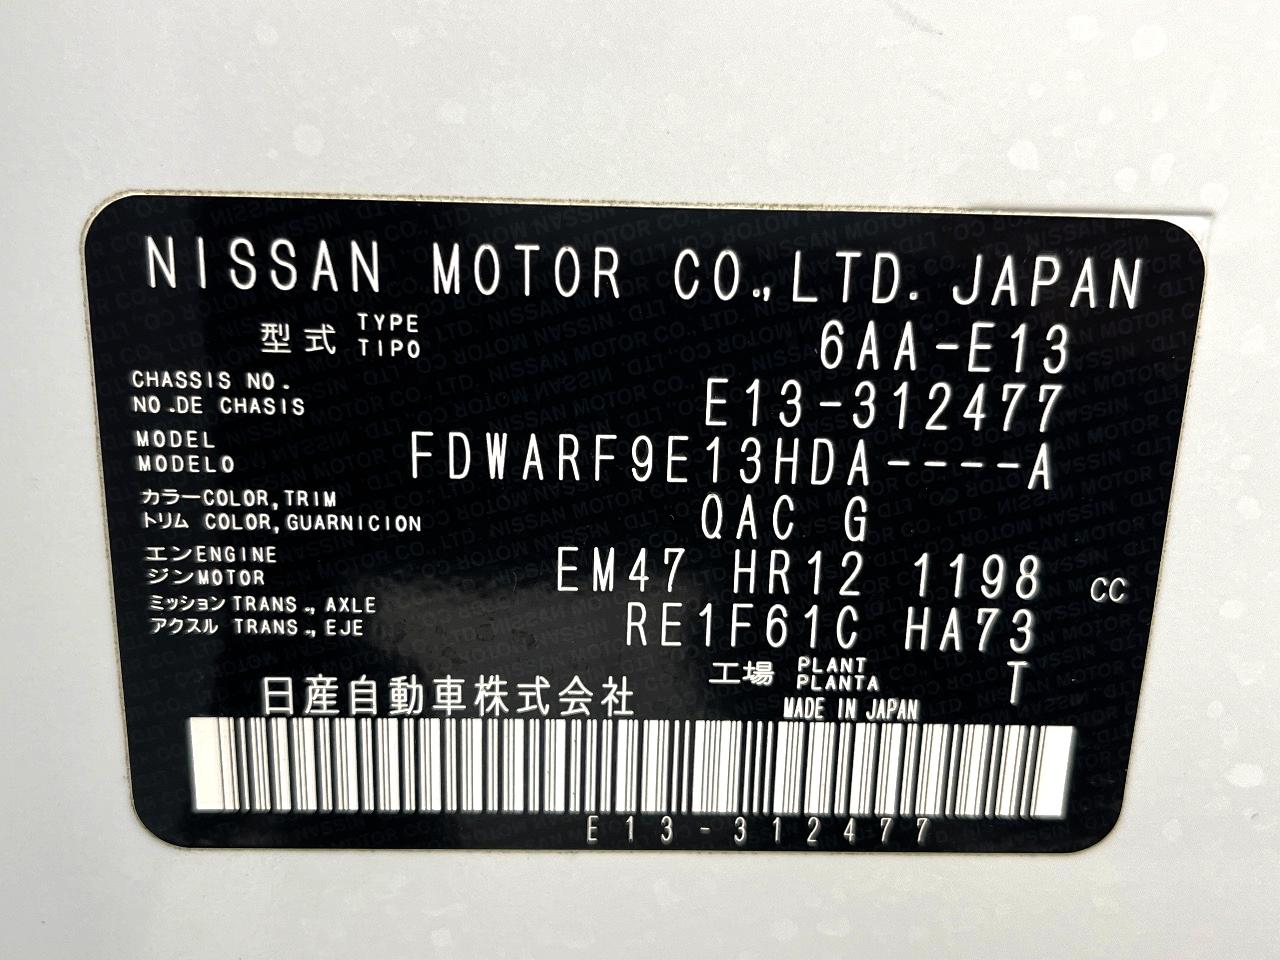 NISSAN MOTOR CO.,LTD. JAPAN
型式 TYPE TIPO 6AA-E13
CHASSIS NO.
NO.DE CHASIS E13-312477
MODEL
MODELO FDWARF9E13HDA----A
カラーCOLOR,TRIM
トリム COLOR,GUARNICION QAC G
エンENGINE
ジンMOTOR EM47 HR12 1198 CC
ミッションTRANS., AXLE
アクスル TRANS., EJE RE1F61C HA73
工場 PLANT PLANTA T
日産自動車株式会社 MADE IN JAPAN
E13-312477